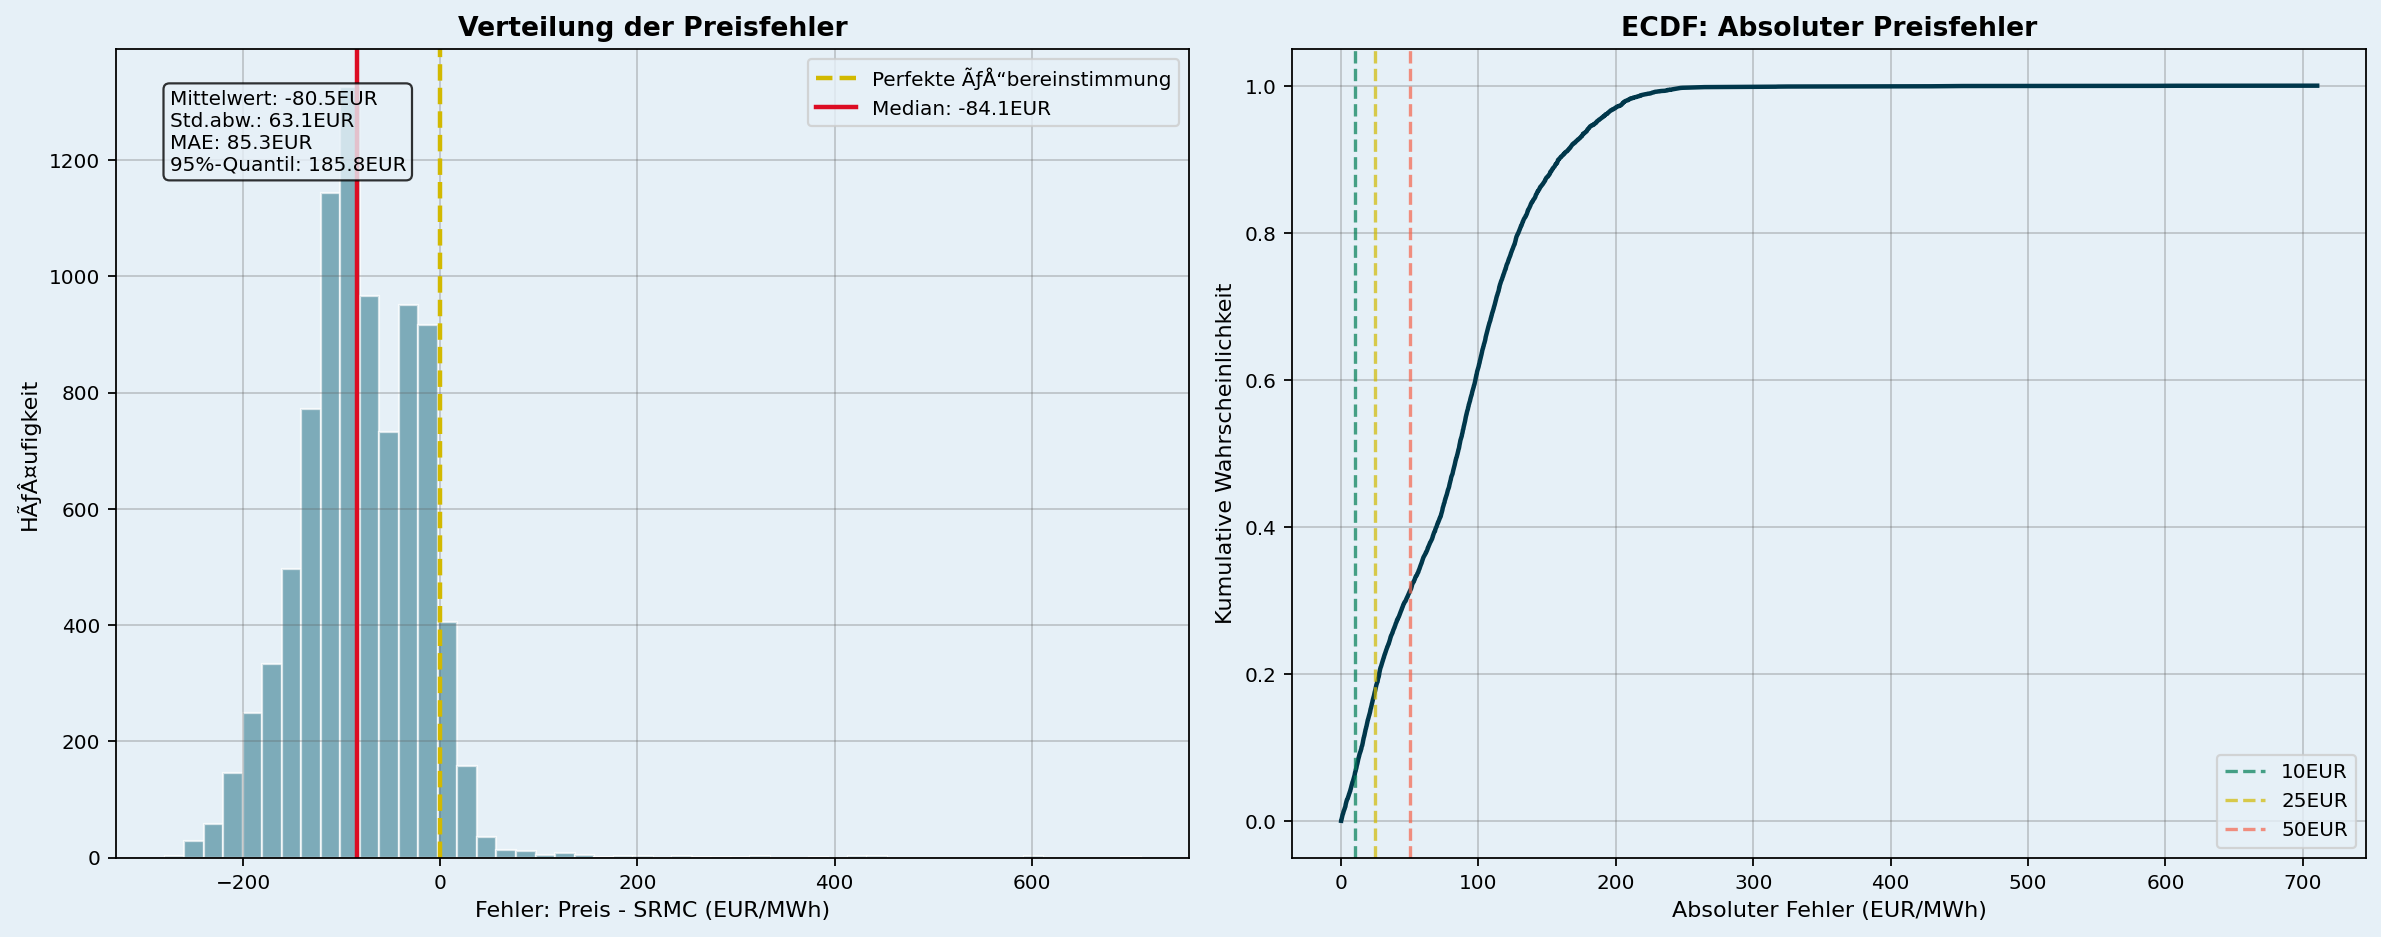 Verteilung der Preisfehler
Mittelwert: -80.5EUR
Std.abw.: 63.1EUR
MAE: 85.3EUR
95%-Quantil: 185.8EUR
Perfekte ÃƒÅ“bereinstimmung
Median: -84.1EUR
HÃƒÂ¤ufigkeit
1200
1000
800
600
400
200
0
−200 0 200 400 600
Fehler: Preis - SRMC (EUR/MWh)
ECDF: Absoluter Preisfehler
Kumulative Wahrscheinlichkeit
1.0
0.8
0.6
0.4
0.2
0.0
10EUR
25EUR
50EUR
0 100 200 300 400 500 600 700
Absoluter Fehler (EUR/MWh)